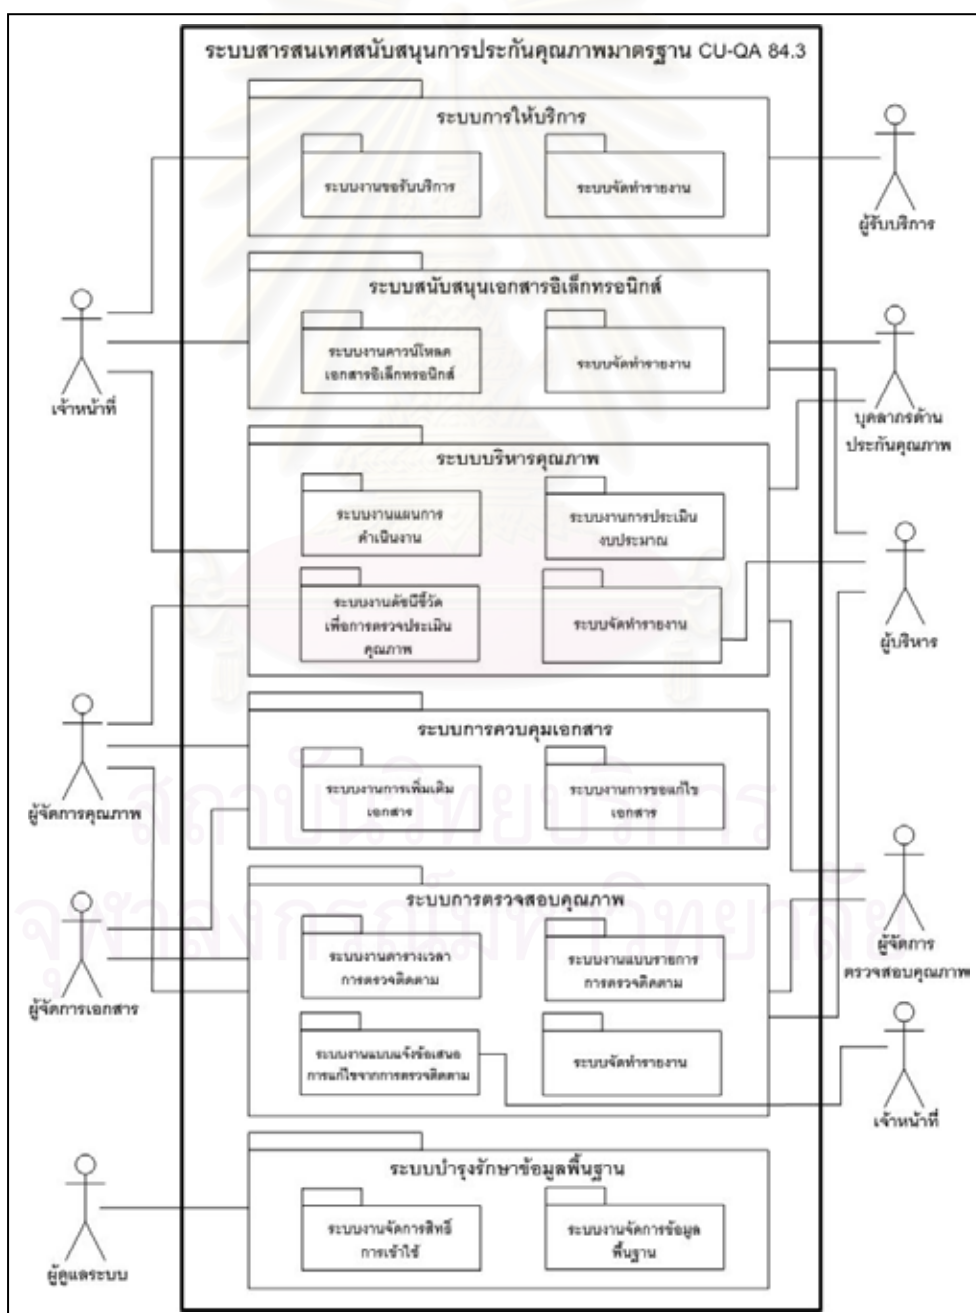 ระบบสารสนเทศสนับสนุนการประกันคุณภาพมาตรฐาน CU-QA 84.3
ระบบการให้บริการ
ระบบงานขอรับบริการ
ระบบจัดทำรายงาน
ผู้รับบริการ
ระบบสนับสนุนเอกสารอิเล็กทรอนิกส์
ระบบงานดาวน์โหลด
เอกสารอิเล็กทรอนิกส์
ระบบจัดทำรายงาน
เจ้าหน้าที่
บุคลากรด้าน
ประกันคุณภาพ
ระบบบริหารคุณภาพ
ระบบงานแผนการ
ดำเนินงาน
ระบบงานการประเมิน
งบประมาณ
ระบบงานดัชนีชี้วัด
เพื่อการตรวจประเมิน
คุณภาพ
ระบบจัดทำรายงาน
ผู้บริหาร
ระบบการควบคุมเอกสาร
ระบบงานการเพิ่มเติม
เอกสาร
ระบบงานการขอแก้ไข
เอกสาร
ผู้จัดการคุณภาพ
สถาบันวิทยบริการ
จุฬาลงกรณ์มหาวิทยาลัย
ระบบการตรวจสอบคุณภาพ
ระบบงานตารางเวลา
การตรวจติดตาม
ระบบงานแบบรายการ
การตรวจติดตาม
ผู้จัดการ
ตรวจสอบคุณภาพ
ผู้จัดการเอกสาร
ระบบงานแบบแจ้งข้อเสนอ
การแก้ไขจากการตรวจติดตาม
ระบบจัดทำรายงาน
เจ้าหน้าที่
ระบบบำรุงรักษาข้อมูลพื้นฐาน
ระบบงานจัดการสิทธิ์
การเข้าใช้
ระบบงานจัดการข้อมูล
พื้นฐาน
ผู้ดูแลระบบ